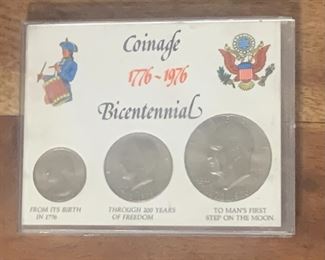 Coinage
1776-1976
Bicentennial
FROM ITS BIRTH
IN 1776
THROUGH 200 YEARS
OF FREEDOM
TO MAN'S FIRST
STEP ON THE MOON